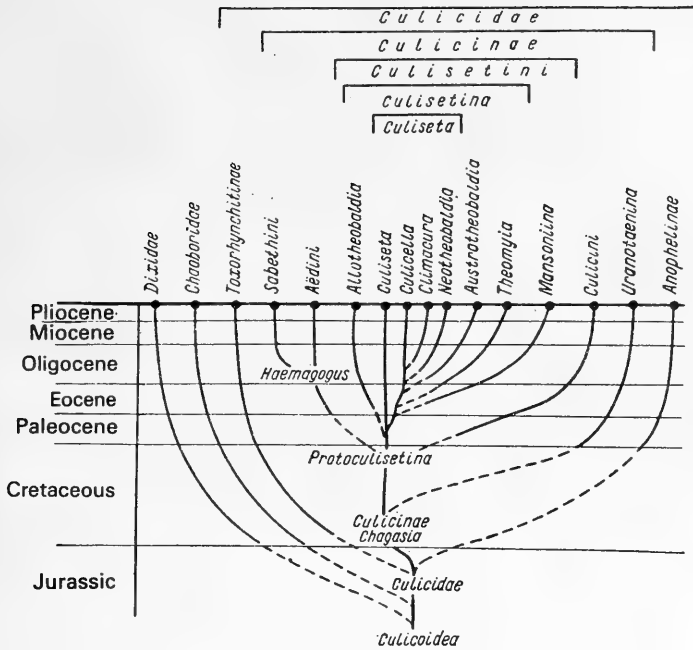 Culicidae
Culicinae
Culisetini
Culisetina
Culiseta
Dixidae
Chaoboridae
Toxorhynchitinae
Sabethini
Aëdini
Allotheobaldia
Culiseta
Culicella
Climacura
Neotheobaldia
Austratheobaldia
Theomyia
Mansoniina
Culicini
Uranotaenina
Anophelinae
Pliocene
Miocene
Oligocene
Haemagogus
Eocene
Paleocene
Protoculisetina
Cretaceous
Culicinae
Chagasia
Jurassic
Culicidae
Culicoidea